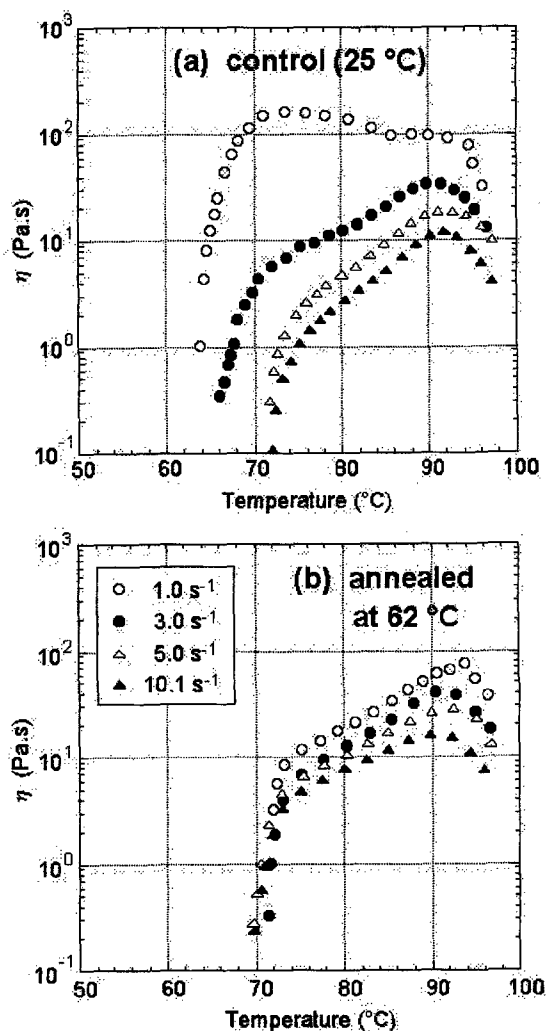 (a) control (25 °C)
η (Pa.s)
10³
10²
10¹
10⁰
10⁻¹
50 60 70 80 90 100
Temperature (°C)
(b) annealed
at 62 °C
1.0 s⁻¹
3.0 s⁻¹
5.0 s⁻¹
10.1 s⁻¹
η (Pa.s)
10³
10²
10¹
10⁰
10⁻¹
50 60 70 80 90 100
Temperature (°C)